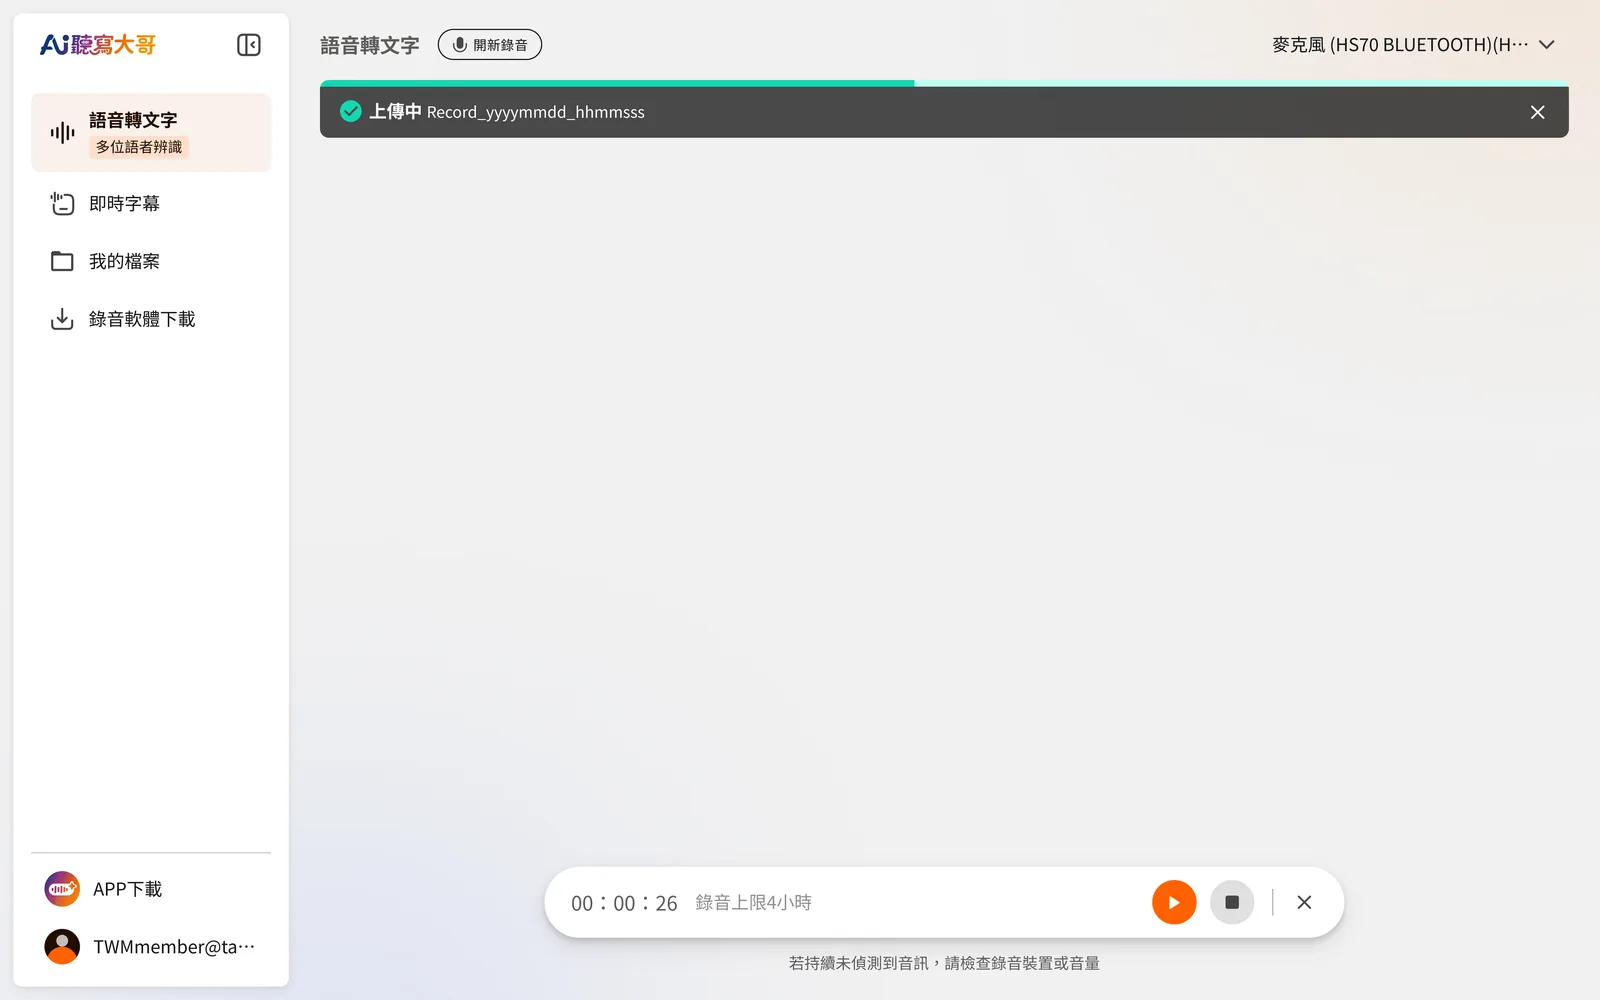 Ai聽寫大哥
語音轉文字
多位語者辨識
即時字幕
我的檔案
錄音軟體下載
APP下載
TWMmember@ta⋯
語音轉文字
開新錄音
麥克風 (HS70 BLUETOOTH)(H⋯
上傳中 Record_yyyymmdd_hhmmsss
00：00：26 錄音上限4小時
若持續未偵測到音訊，請檢查錄音裝置或音量